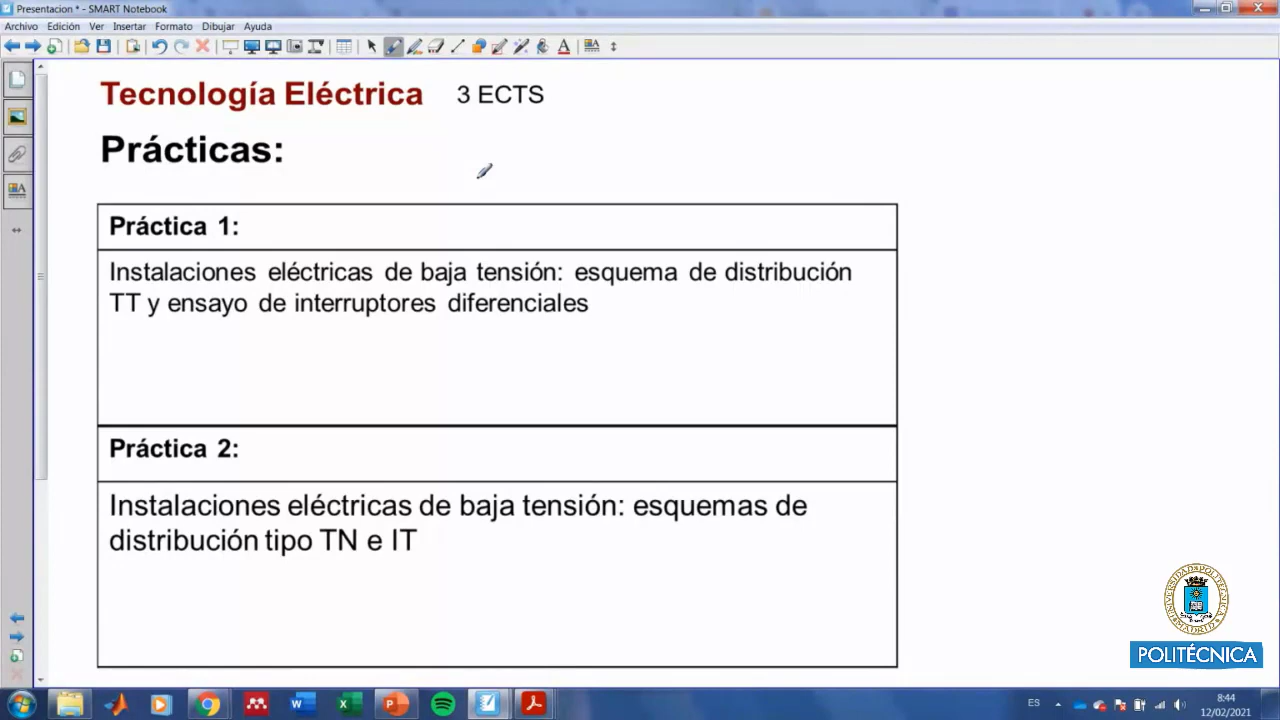 Presentacion * - SMART Notebook
Archivo Edición Ver Insertar Formato Dibujar Ayuda
Tecnología Eléctrica 3 ECTS
Prácticas:
Práctica 1:
Instalaciones eléctricas de baja tensión: esquema de distribución
TT y ensayo de interruptores diferenciales
Práctica 2:
Instalaciones eléctricas de baja tensión: esquemas de
distribución tipo TN e IT
POLITÉCNICA
ES
8:44
12/02/2021